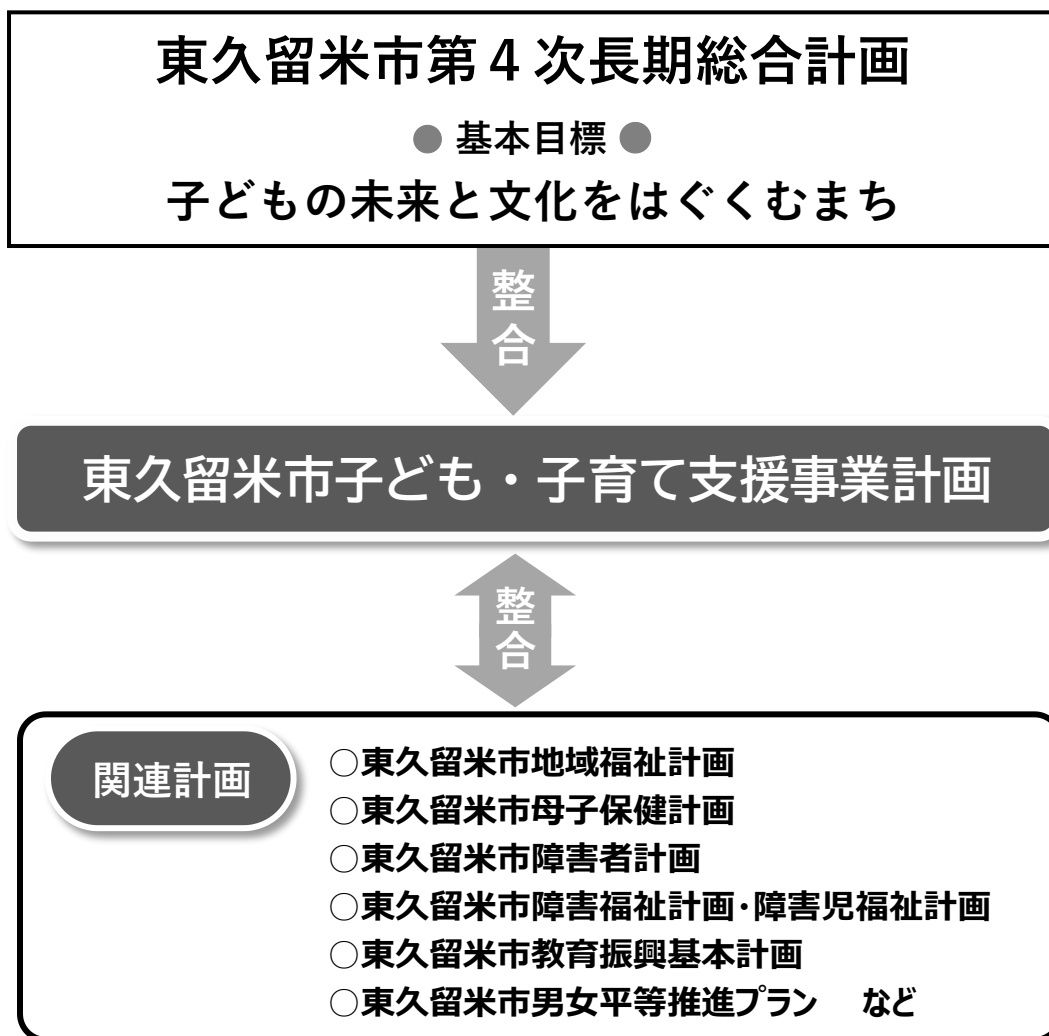 東久留米市第4次長期総合計画
● 基本目標 ●
子どもの未来と文化をはぐくむまち
整合
東久留米市子ども・子育て支援事業計画
整合
関連計画
○東久留米市地域福祉計画
○東久留米市母子保健計画
○東久留米市障害者計画
○東久留米市障害福祉計画・障害児福祉計画
○東久留米市教育振興基本計画
○東久留米市男女平等推進プラン　など